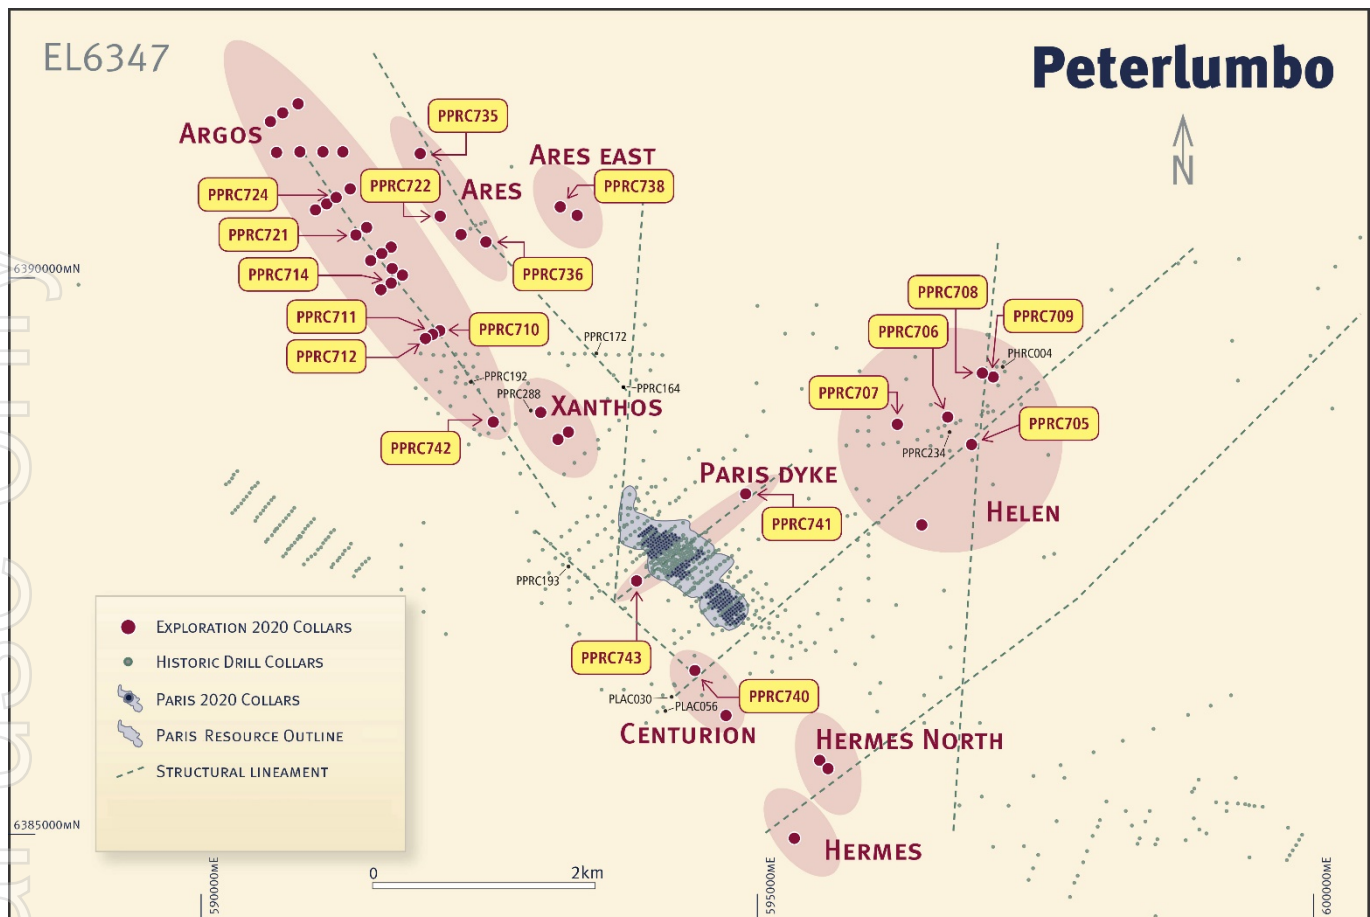 EL6347
Peterlumbo
N
ARGOS
PPRC735
ARES EAST
PPRC722
ARES
PPRC738
PPRC724
PPRC721
PPRC714
PPRC736
6390000mN
PPRC708
PPRC711
PPRC710
PPRC709
PPRC706
PPRC712
PPRC172
PHRC004
PPRC192
PPRC164
PPRC288
XANTHOS
PPRC707
PPRC742
PPRC234
PPRC705
PARIS DYKE
HELEN
PPRC741
PPRC193
EXPLORATION 2020 COLLARS
HISTORIC DRILL COLLARS
PARIS 2020 COLLARS
PARIS RESOURCE OUTLINE
STRUCTURAL LINEAMENT
PPRC743
PLAC030
PLAC056
PPRC740
CENTURION
HERMES NORTH
HERMES
6385000mN
0 2km
590000mE
595000mE
600000mE